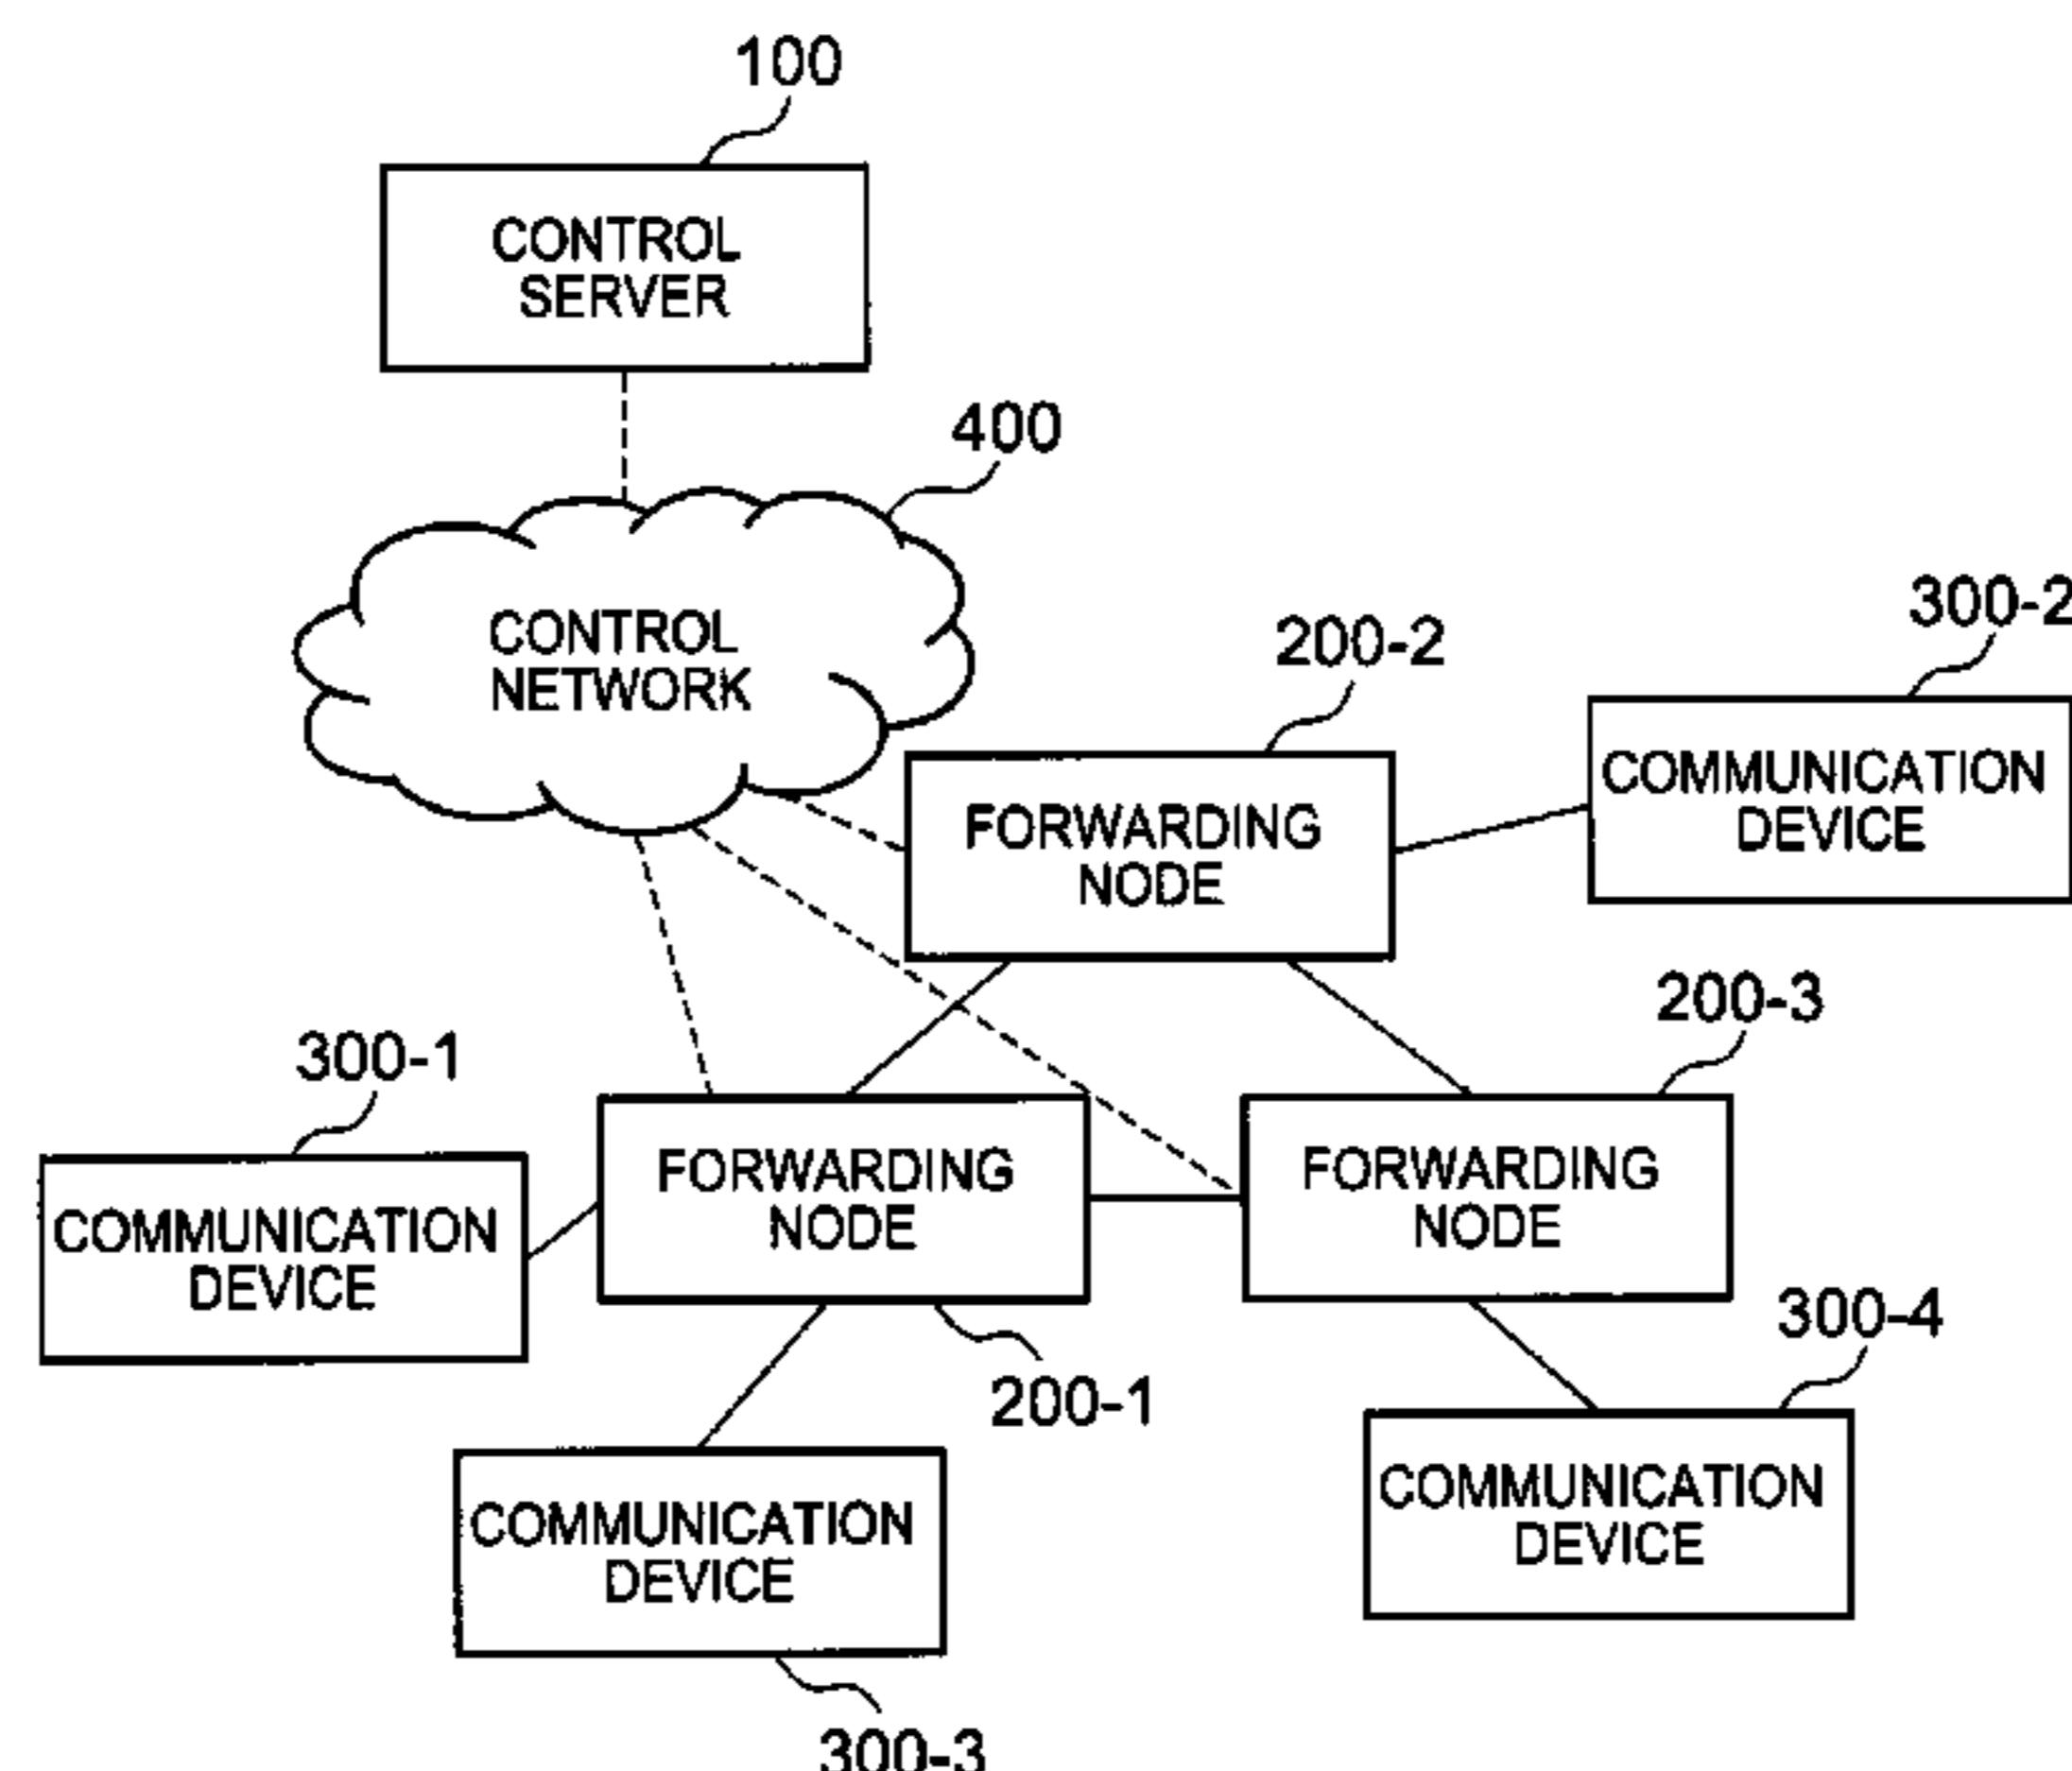 100
CONTROL
SERVER
400
CONTROL
NETWORK
200-2
300-2
FORWARDING
NODE
COMMUNICATION
DEVICE
200-3
300-1
FORWARDING
NODE
FORWARDING
NODE
COMMUNICATION
DEVICE
300-4
200-1
COMMUNICATION
DEVICE
COMMUNICATION
DEVICE
300-3